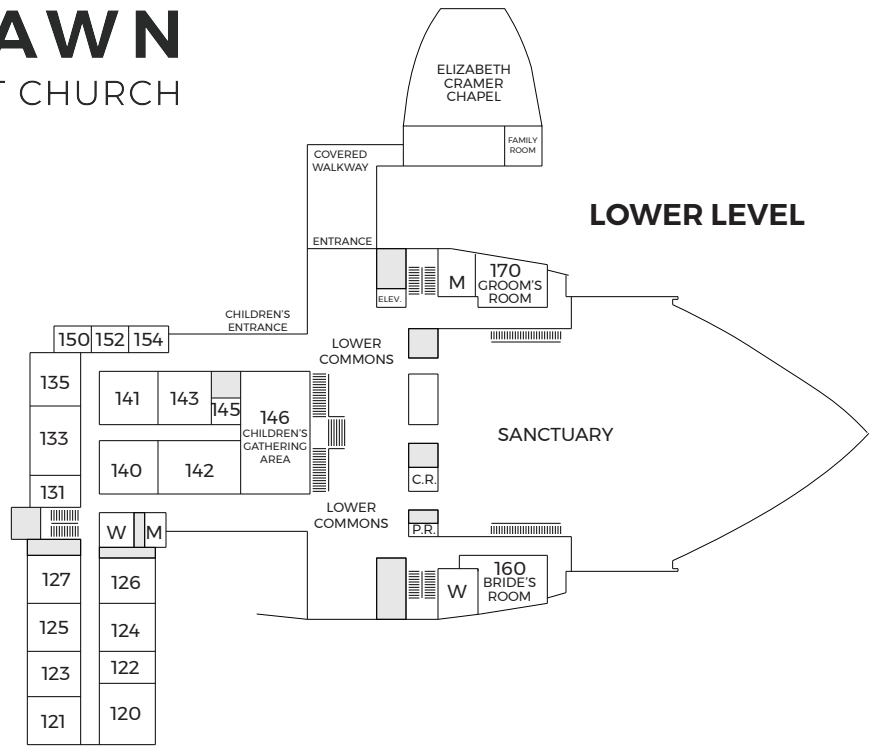 AWN
T CHURCH
ELIZABETH
CRAMER
CHAPEL
FAMILY
ROOM
COVERED
WALKWAY
LOWER LEVEL
ENTRANCE
ELEV.
M
170
GROOM'S
ROOM
CHILDREN'S
ENTRANCE
150 152 154
LOWER
COMMONS
135
141 143 145
146
CHILDREN'S
GATHERING
AREA
133
SANCTUARY
140 142
C.R.
131
LOWER
COMMONS
P.R.
W M
127 126
W
160
BRIDE'S
ROOM
125 124
123 122
121 120